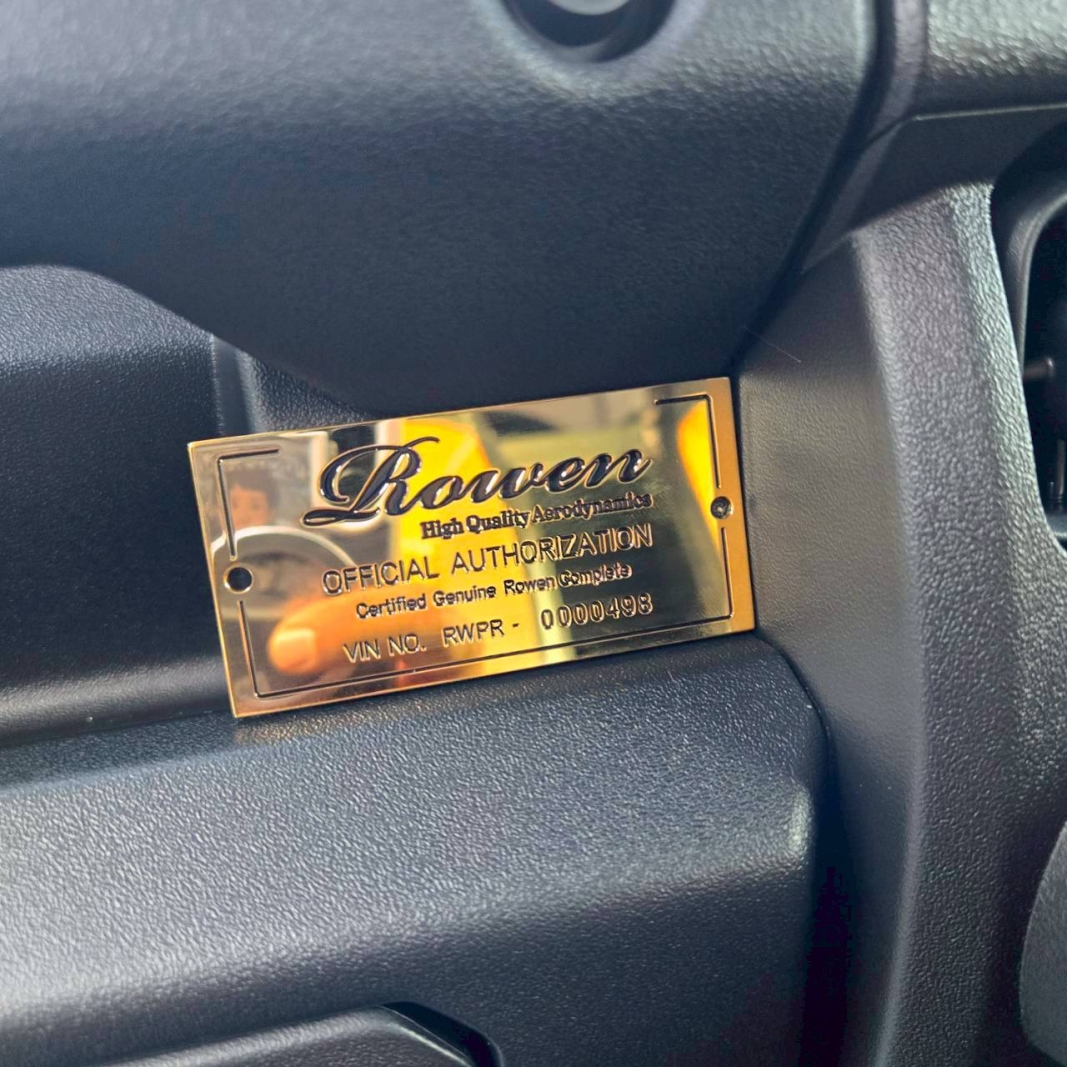 Rowen
High Quality Aerodynamics
OFFICIAL AUTHORIZATION
Certified Genuine Rowen Complete
VIN NO. RWPR - 0000498